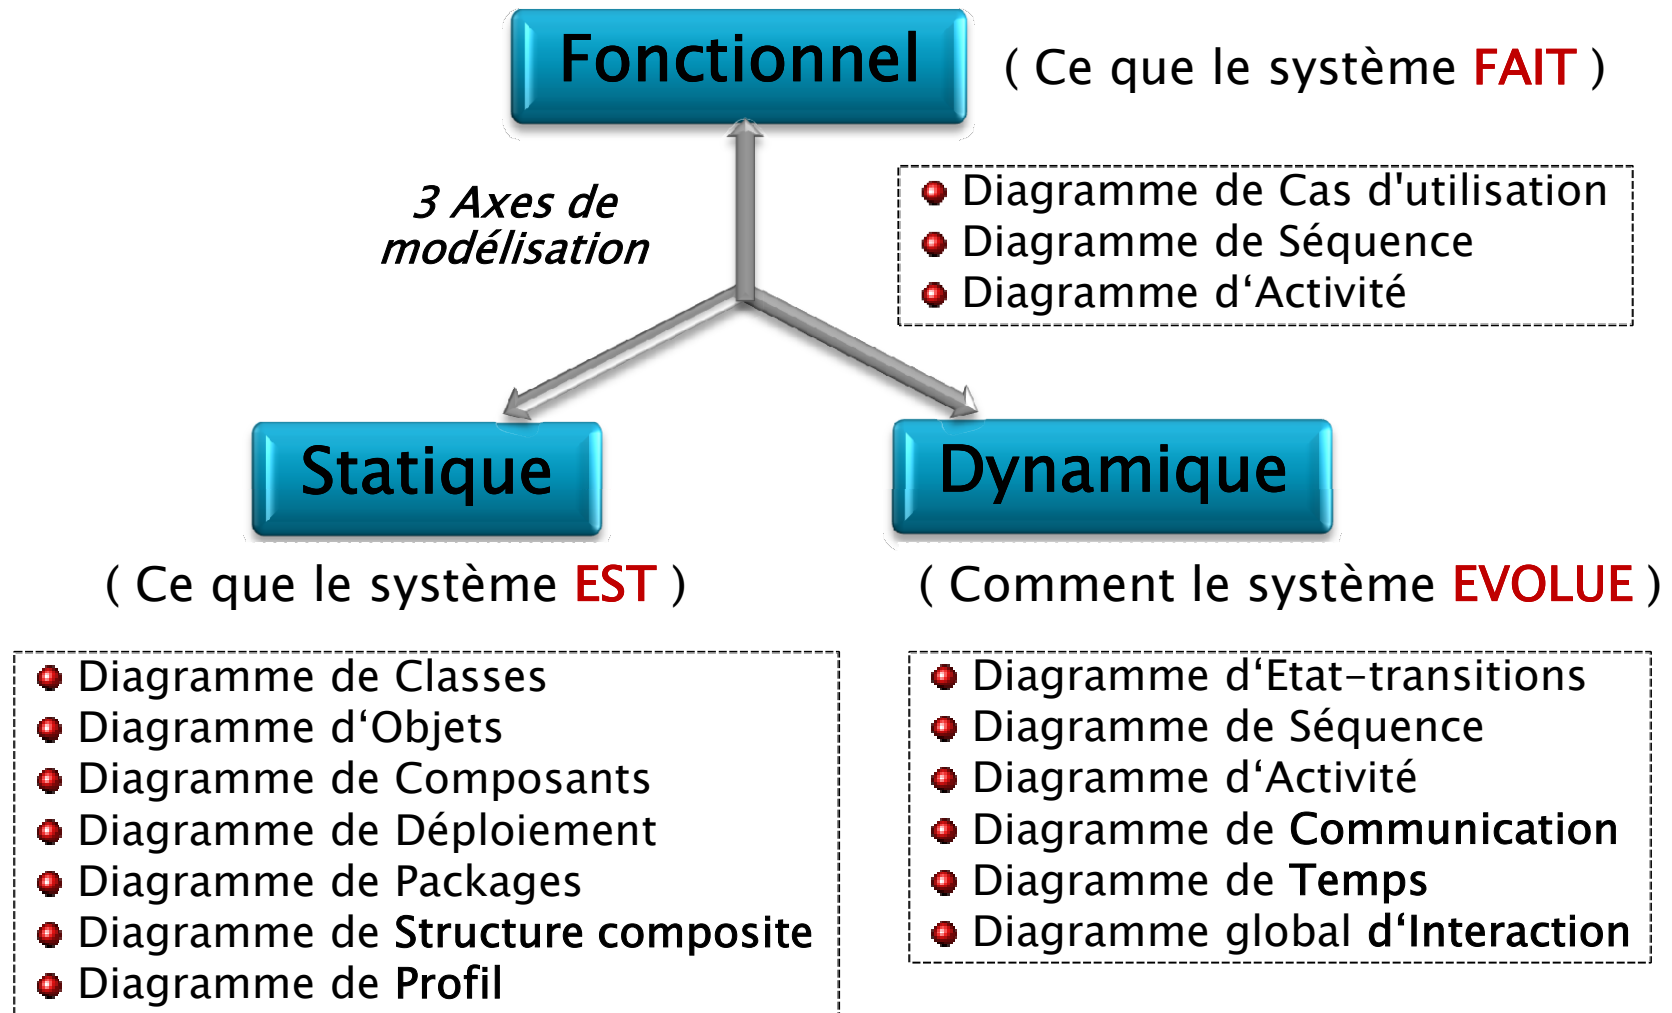 Fonctionnel
( Ce que le système FAIT )
3 Axes de
modélisation
Diagramme de Cas d'utilisation
Diagramme de Séquence
Diagramme d‘Activité
Statique
( Ce que le système EST )
Diagramme de Classes
Diagramme d‘Objets
Diagramme de Composants
Diagramme de Déploiement
Diagramme de Packages
Diagramme de Structure composite
Diagramme de Profil
Dynamique
( Comment le système EVOLUE )
Diagramme d‘Etat-transitions
Diagramme de Séquence
Diagramme d‘Activité
Diagramme de Communication
Diagramme de Temps
Diagramme global d‘Interaction